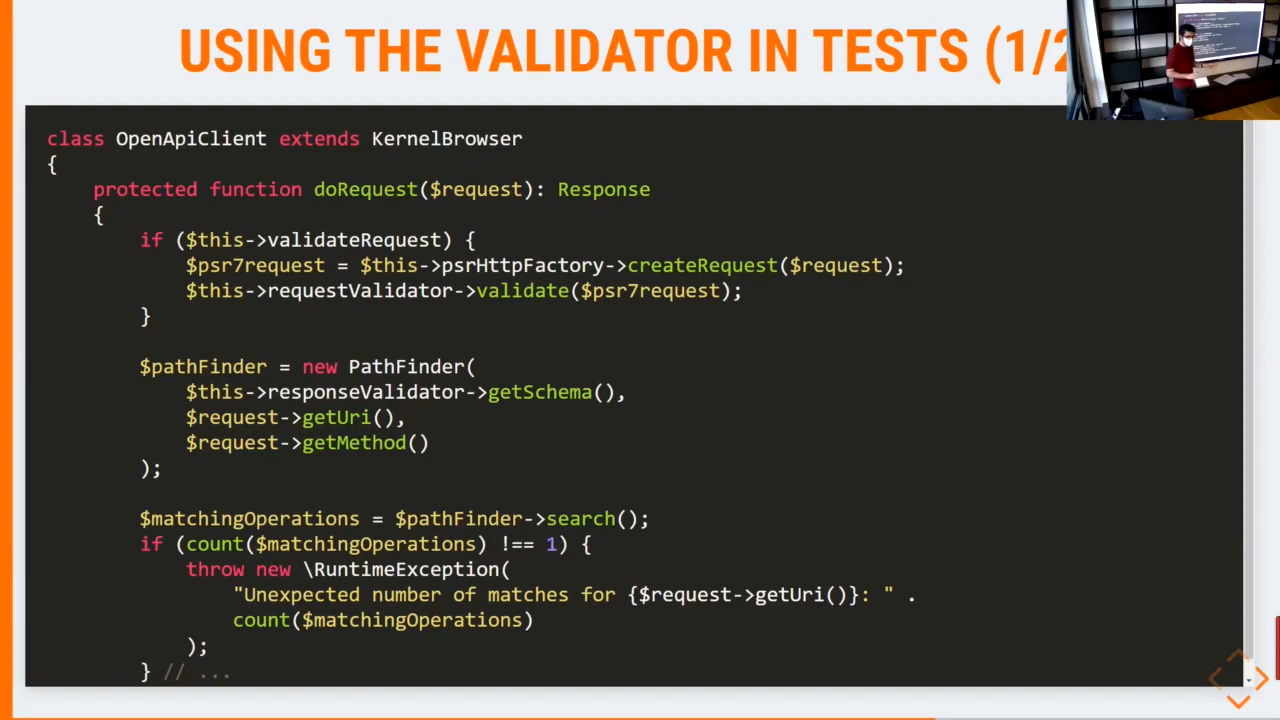 USING THE VALIDATOR IN TESTS (1/2
class OpenApiClient extends KernelBrowser
{
    protected function doRequest($request): Response
    {
        if ($this->validateRequest) {
            $psr7request = $this->psrHttpFactory->createRequest($request);
            $this->requestValidator->validate($psr7request);
        }

        $pathFinder = new PathFinder(
            $this->responseValidator->getSchema(),
            $request->getUri(),
            $request->getMethod()
        );

        $matchingOperations = $pathFinder->search();
        if (count($matchingOperations) !== 1) {
            throw new \RuntimeException(
                "Unexpected number of matches for {$request->getUri()}: " .
                count($matchingOperations)
            );
        } // ...